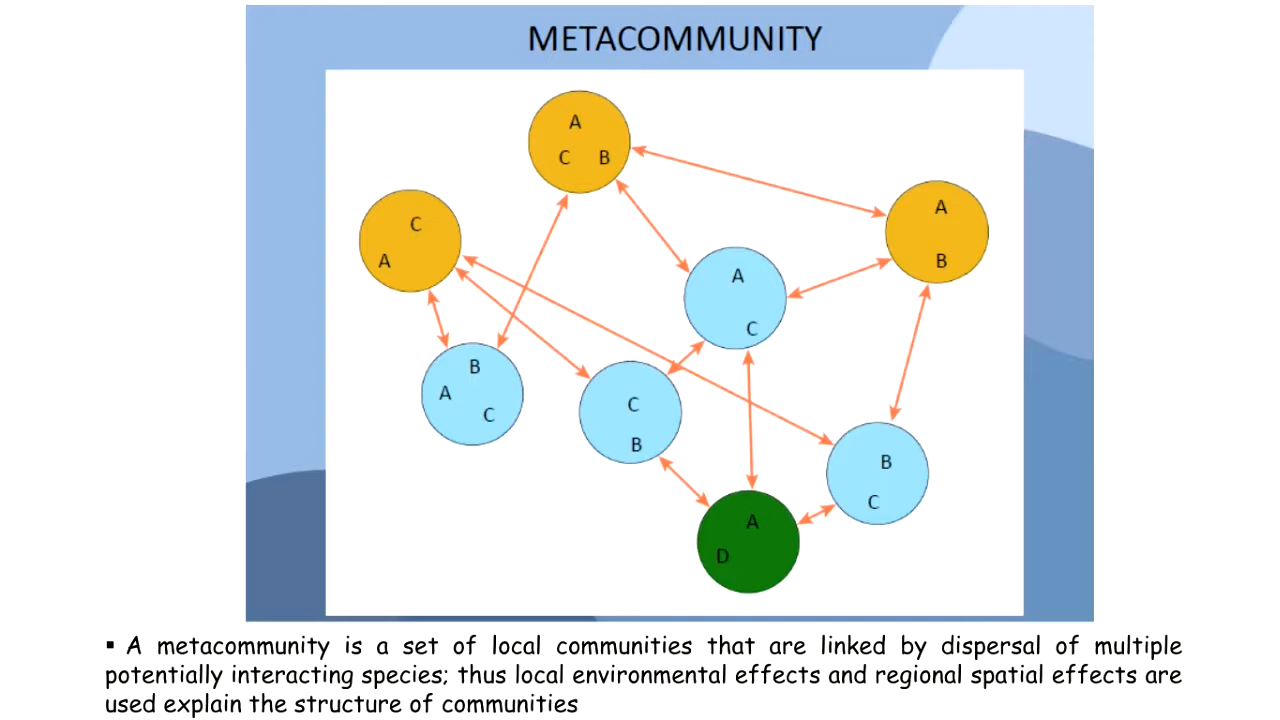 METACOMMUNITY
A
C B
A
B
C
A
A
C
B
A
C
C
B
B
C
A
D
▪ A metacommunity is a set of local communities that are linked by dispersal of multiple
potentially interacting species; thus local environmental effects and regional spatial effects are
used explain the structure of communities